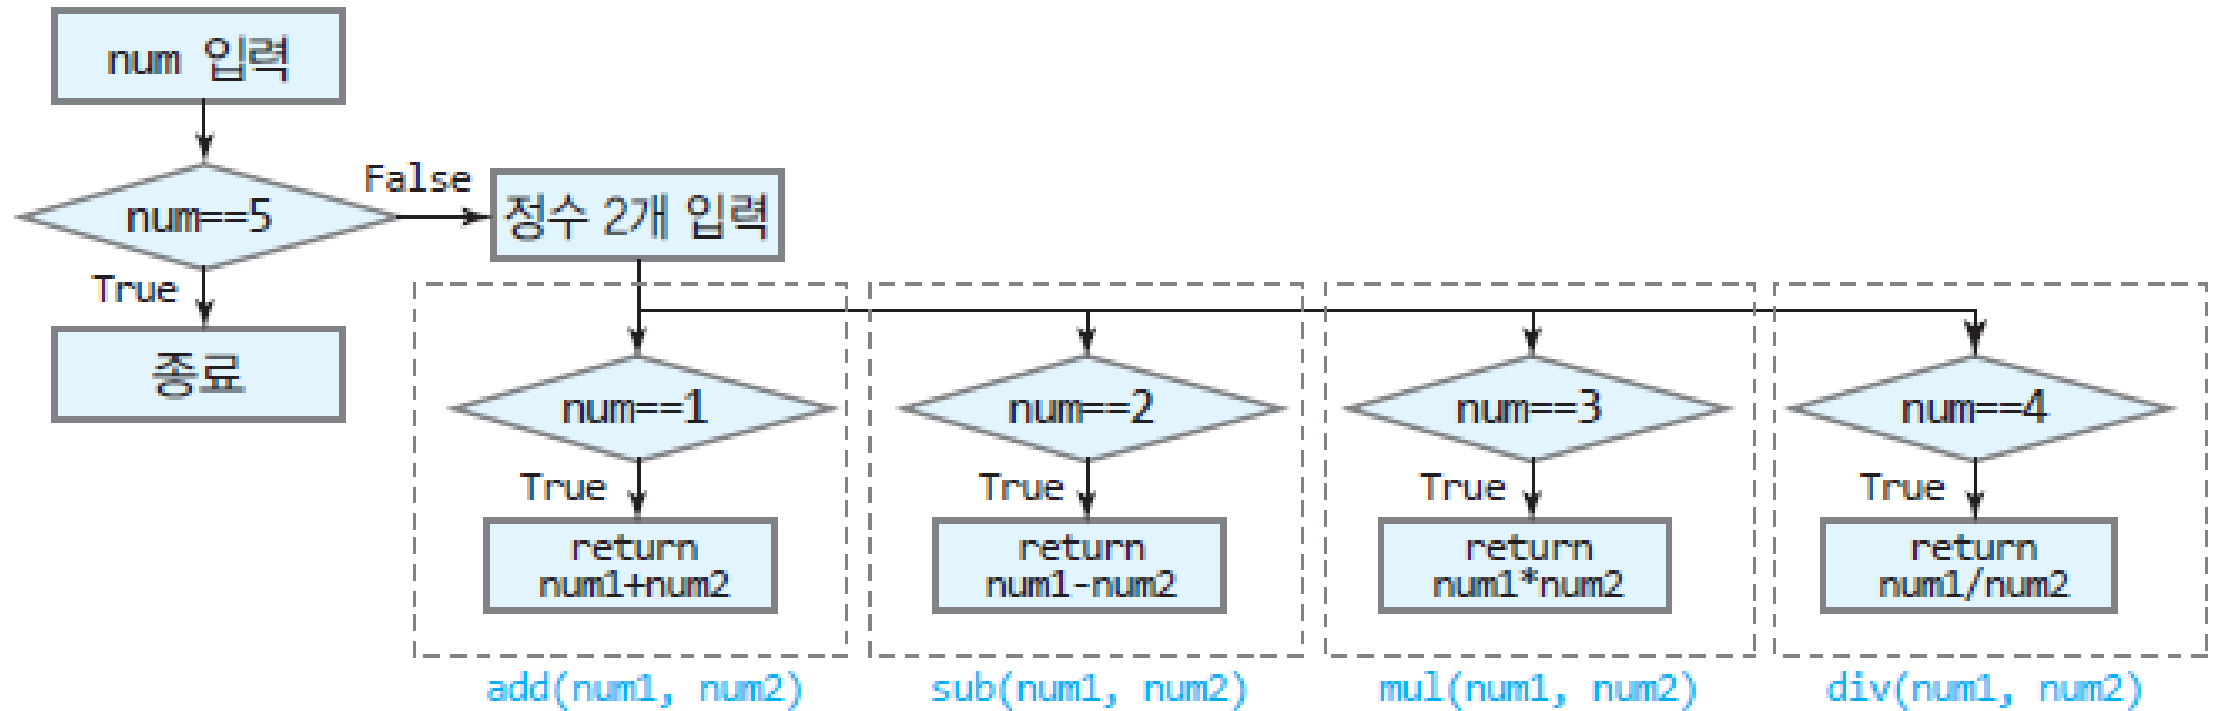 num 입력
num==5
False
정수 2개 입력
True
종료
num==1
num==2
num==3
num==4
True
True
True
True
return
num1+num2
return
num1-num2
return
num1*num2
return
num1/num2
add(num1, num2)
sub(num1, num2)
mul(num1, num2)
div(num1, num2)